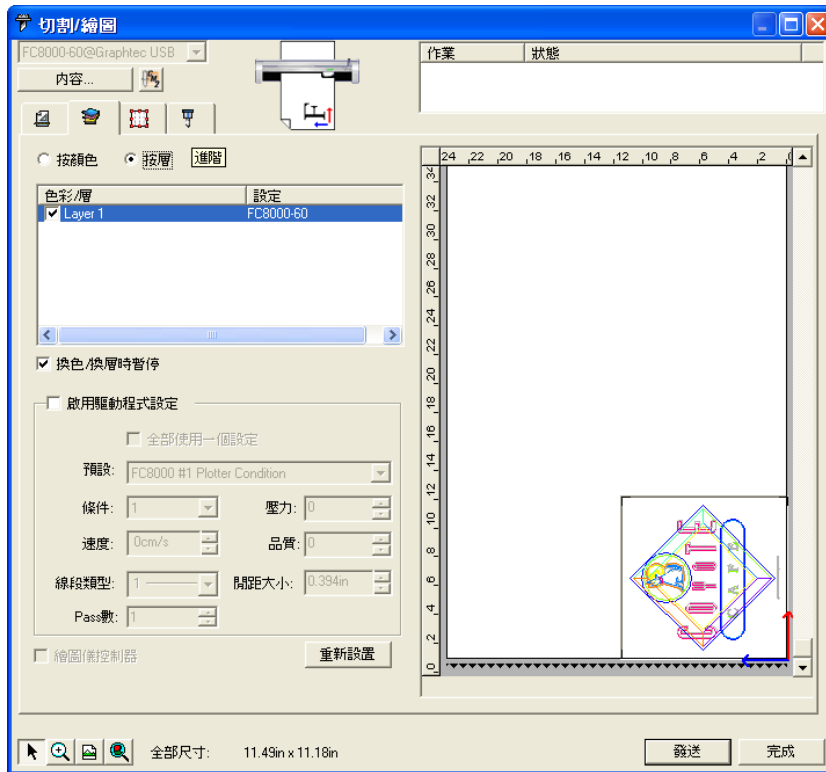 切割/繪圖
FC8000-60@Graphtec USB
內容...
作業 狀態
按顏色 按層 進階
色彩/層 設定
Layer 1 FC8000-60
換色/換層時暫停
啟用驅動程式設定
全部使用一個設定
預設: FC8000 #1 Plotter Condition
條件: 1 壓力: 0
速度: 0cm/s 品質: 0
線段類型: 1 間距大小: 0.394in
Pass數: 1
繪圖儀控制器 重新設置
24 22 20 18 16 14 12 10 8 6 4 2 0
34
32
30
28
26
24
22
20
18
16
14
12
10
8
6
4
2
0
COYOTE
CAFE
全部尺寸: 11.49in x 11.18in 發送 完成